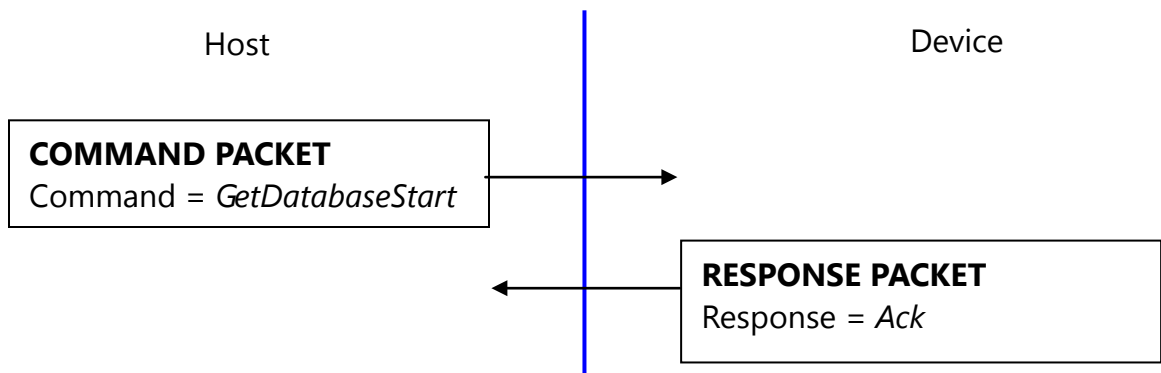 Host
Device
COMMAND PACKET
Command = GetDatabaseStart
RESPONSE PACKET
Response = Ack